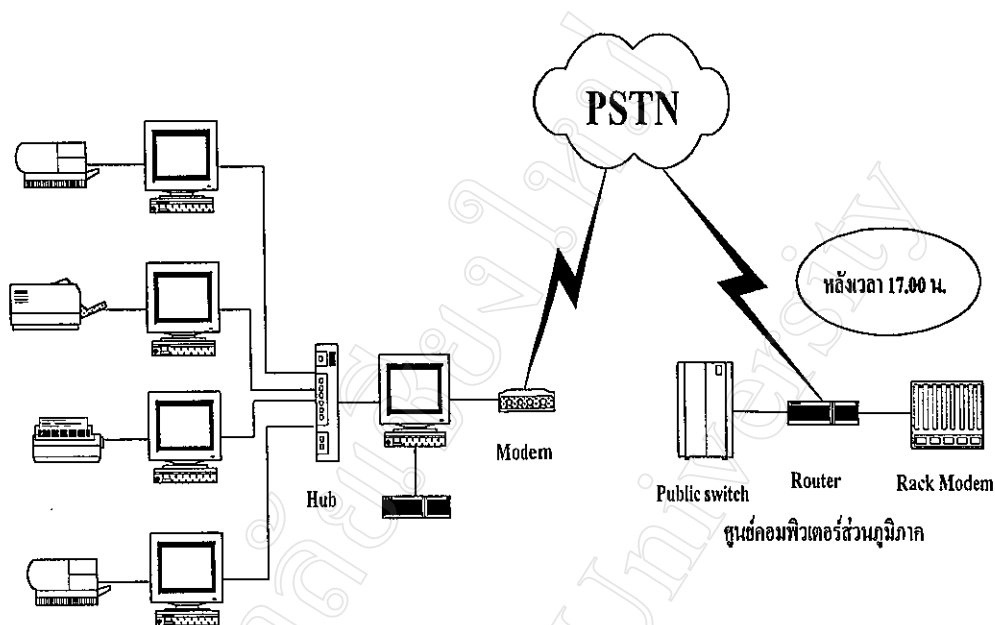 PSTN
หลังเวลา 17.00 น.
Hub
Modem
Public switch
Router
Rack Modem
ศูนย์คอมพิวเตอร์ส่วนภูมิภาค
University